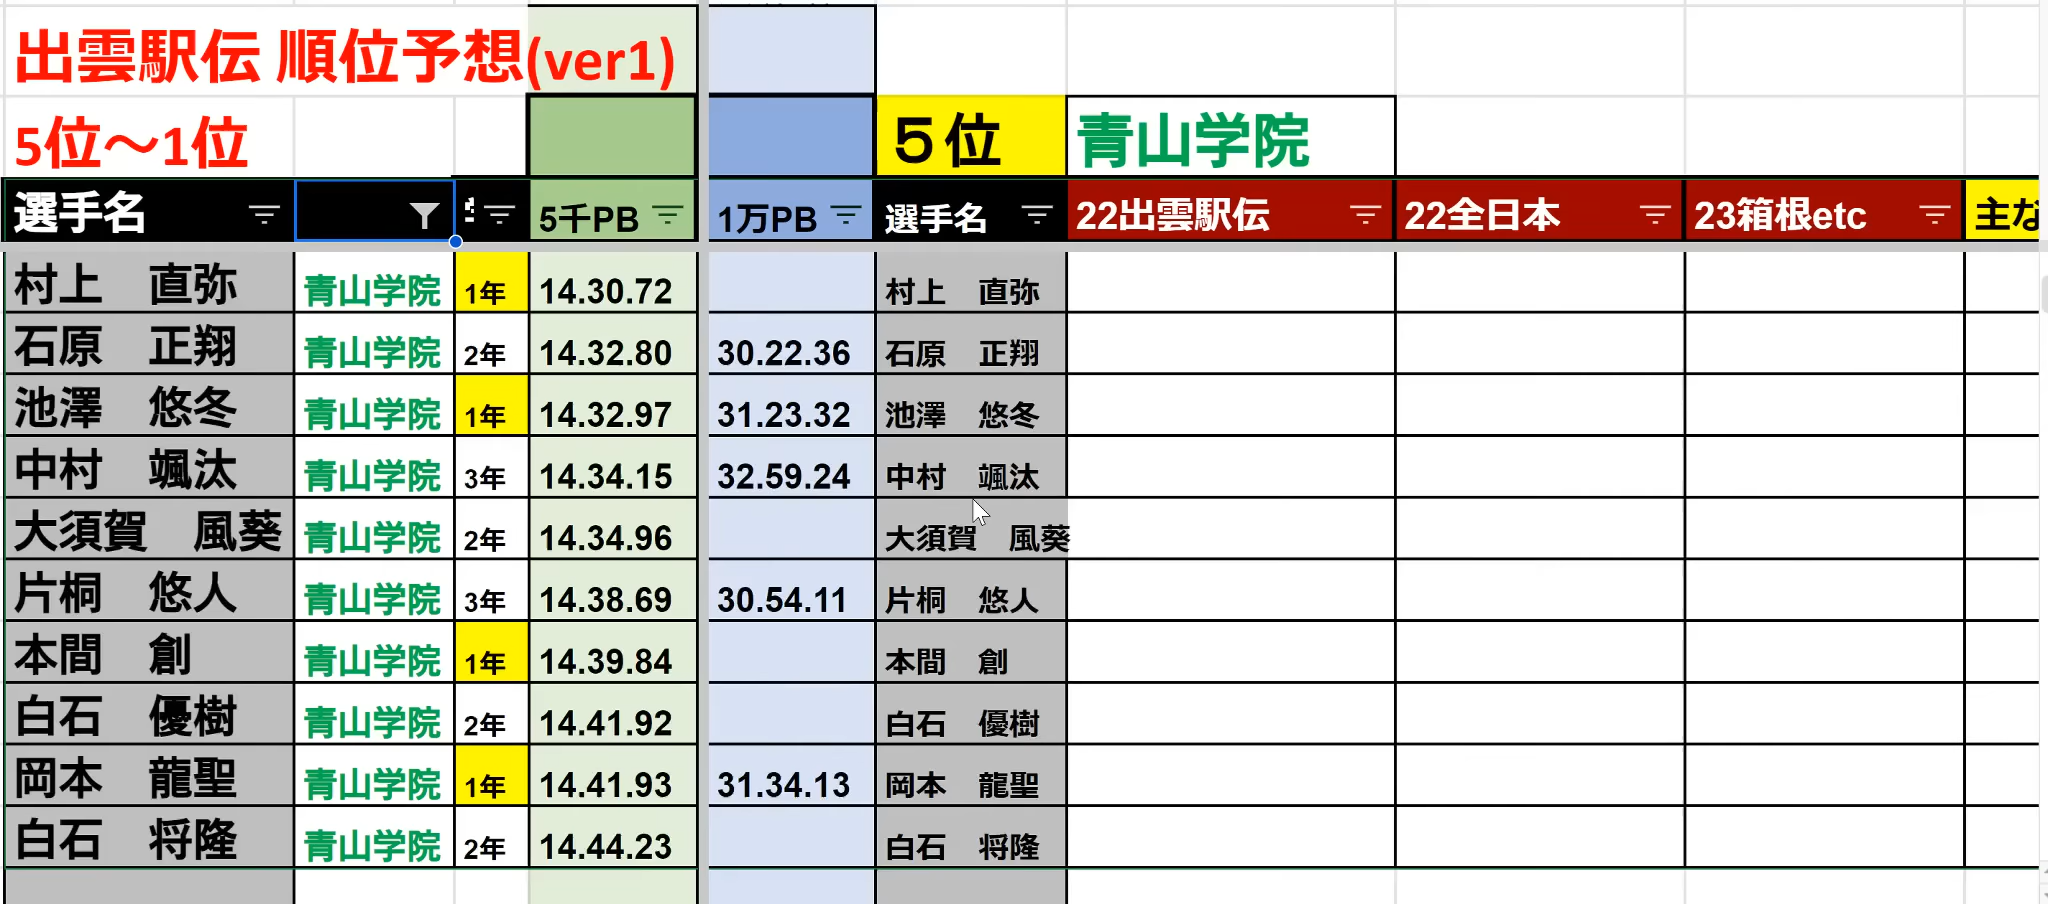 出雲駅伝 順位予想(ver1)
5位～1位 ５位 青山学院
選手名 5千PB 1万PB 選手名 22出雲駅伝 22全日本 23箱根etc 主な
村上　直弥 青山学院 1年 14.30.72 村上　直弥
石原　正翔 青山学院 2年 14.32.80 30.22.36 石原　正翔
池澤　悠冬 青山学院 1年 14.32.97 31.23.32 池澤　悠冬
中村　颯汰 青山学院 3年 14.34.15 32.59.24 中村　颯汰
大須賀　風葵 青山学院 2年 14.34.96 大須賀　風葵
片桐　悠人 青山学院 3年 14.38.69 30.54.11 片桐　悠人
本間　創 青山学院 1年 14.39.84 本間　創
白石　優樹 青山学院 2年 14.41.92 白石　優樹
岡本　龍聖 青山学院 1年 14.41.93 31.34.13 岡本　龍聖
白石　将隆 青山学院 2年 14.44.23 白石　将隆